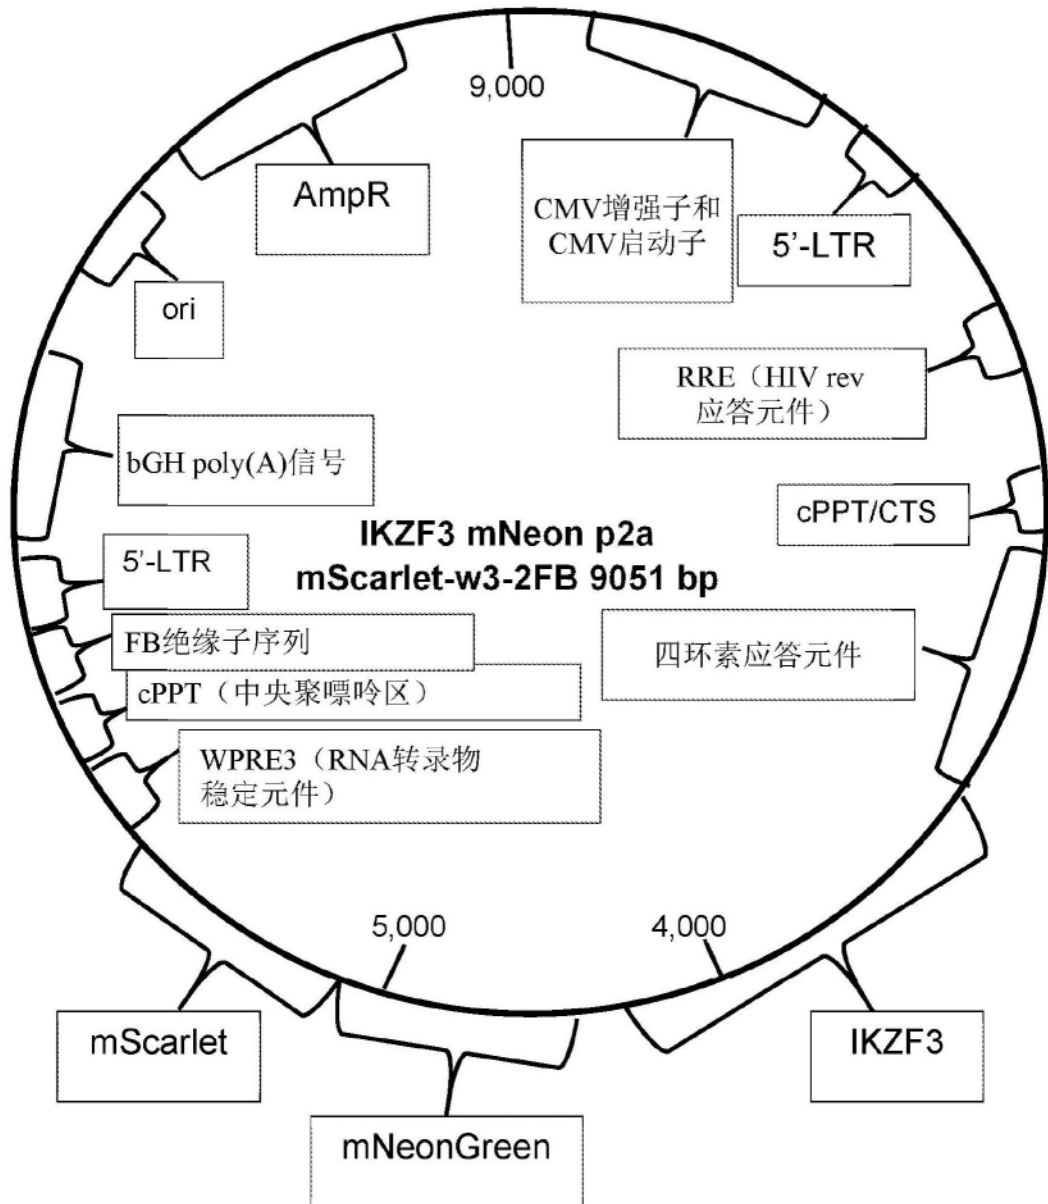 9,000
AmpR
CMV增强子和
CMV启动子
5’-LTR
ori
RRE（HIV rev
应答元件）
bGH poly(A)信号
cPPT/CTS
IKZF3 mNeon p2a
mScarlet-w3-2FB 9051 bp
5’-LTR
FB绝缘子序列
四环素应答元件
cPPT（中央聚嘌呤区）
WPRE3（RNA转录物
稳定元件）
5,000
4,000
mScarlet
IKZF3
mNeonGreen